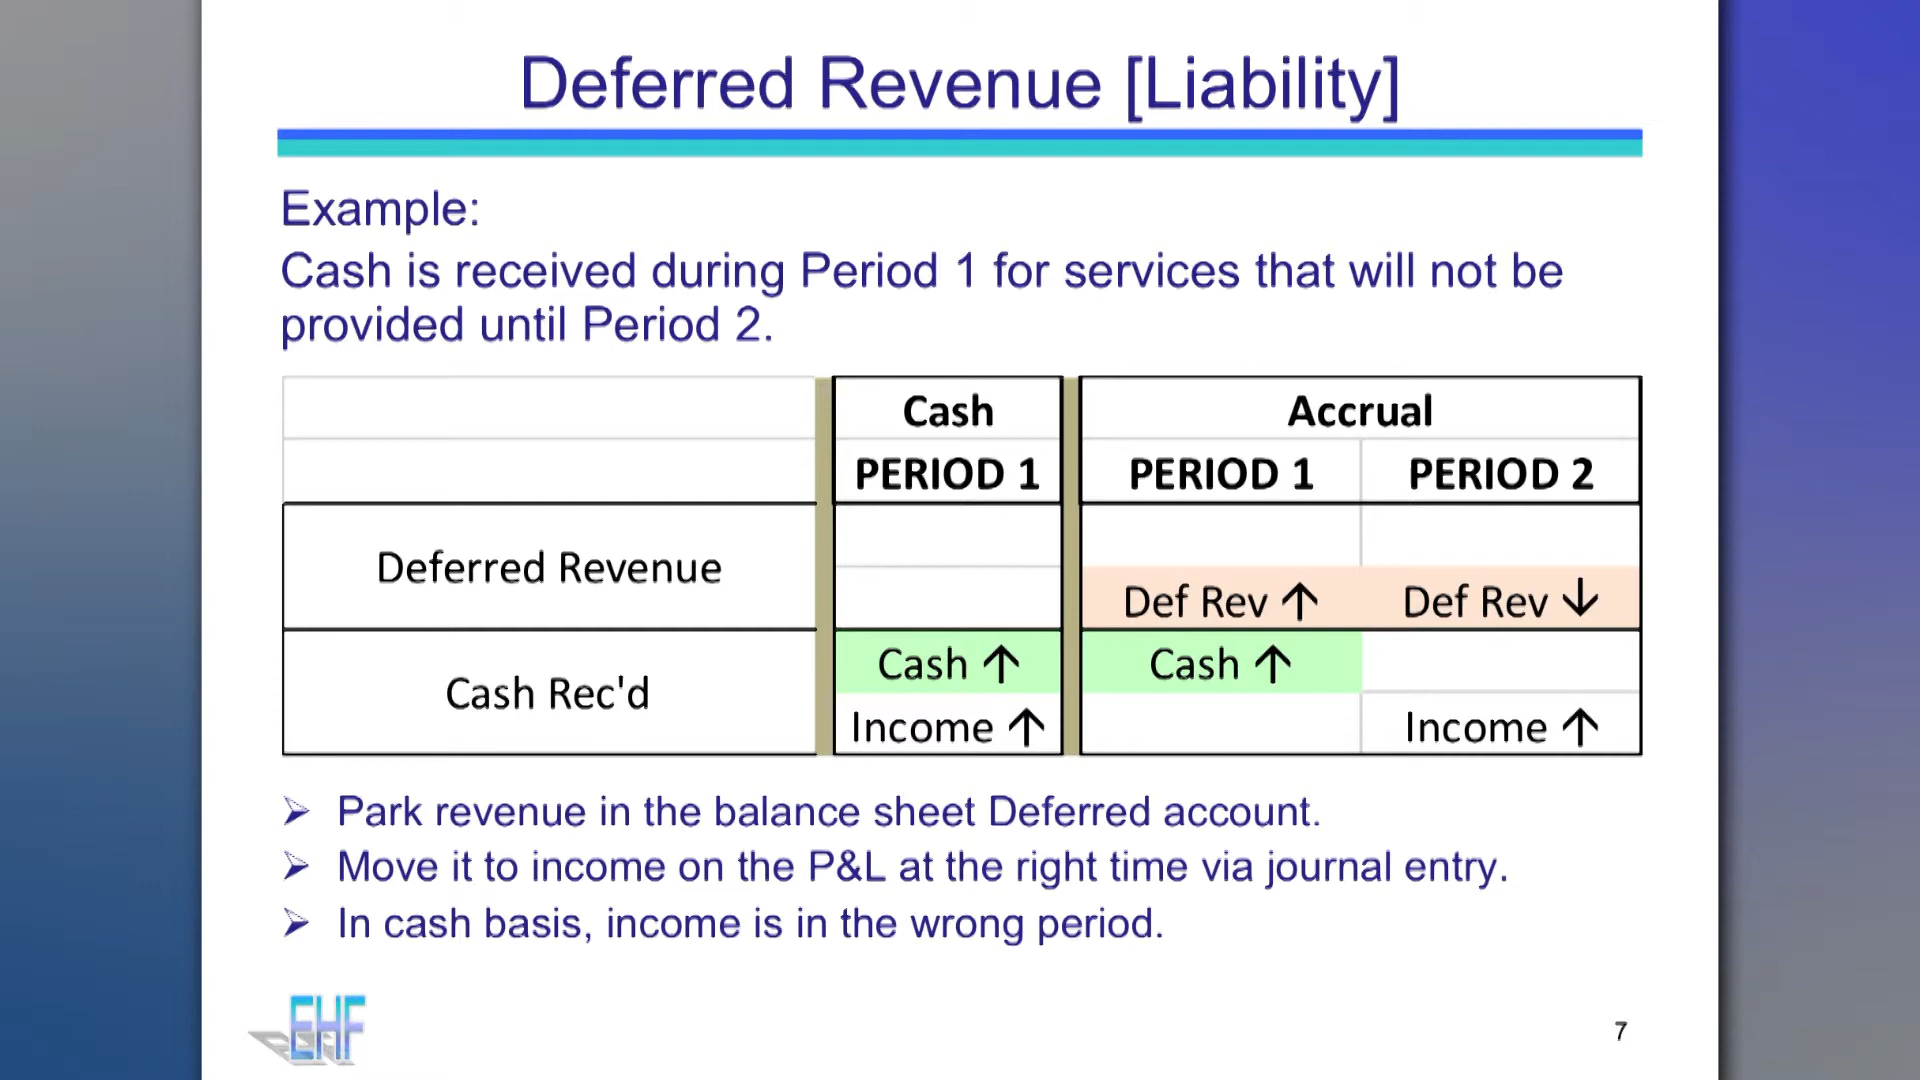 Deferred Revenue [Liability]
Example:
Cash is received during Period 1 for services that will not be
provided until Period 2.
Cash Accrual
PERIOD 1 PERIOD 1 PERIOD 2
Deferred Revenue
Def Rev ↑ Def Rev ↓
Cash Rec'd
Cash ↑ Cash ↑
Income ↑ Income ↑
➢ Park revenue in the balance sheet Deferred account.
➢ Move it to income on the P&L at the right time via journal entry.
➢ In cash basis, income is in the wrong period.
EHF
7